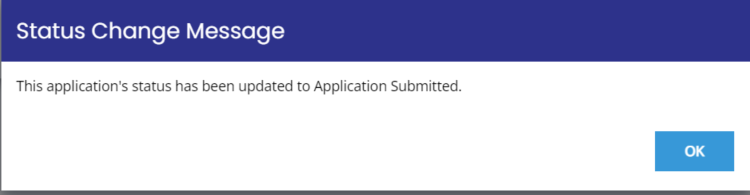 Status Change Message
This application's status has been updated to Application Submitted.
OK